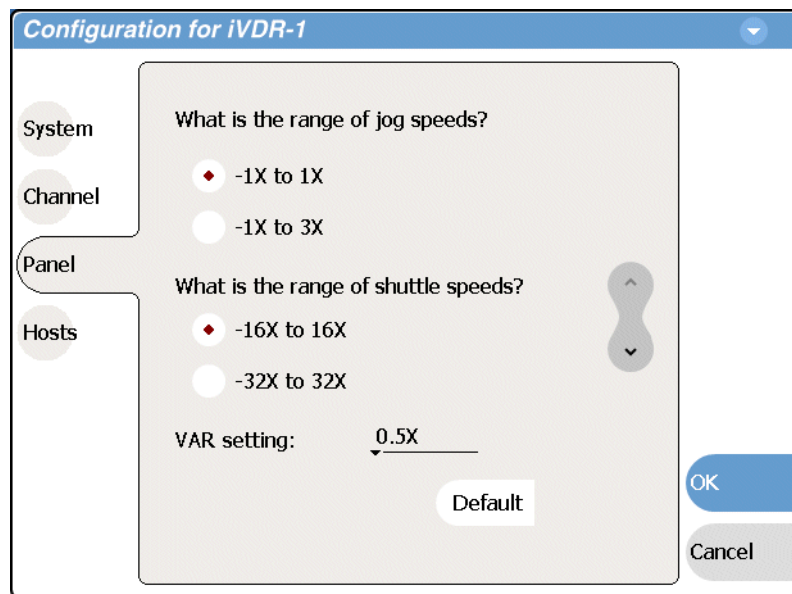 Configuration for iVDR-1
System
Channel
Panel
Hosts
What is the range of jog speeds?
-1X to 1X
-1X to 3X
What is the range of shuttle speeds?
-16X to 16X
-32X to 32X
VAR setting: 0.5X
Default
OK
Cancel